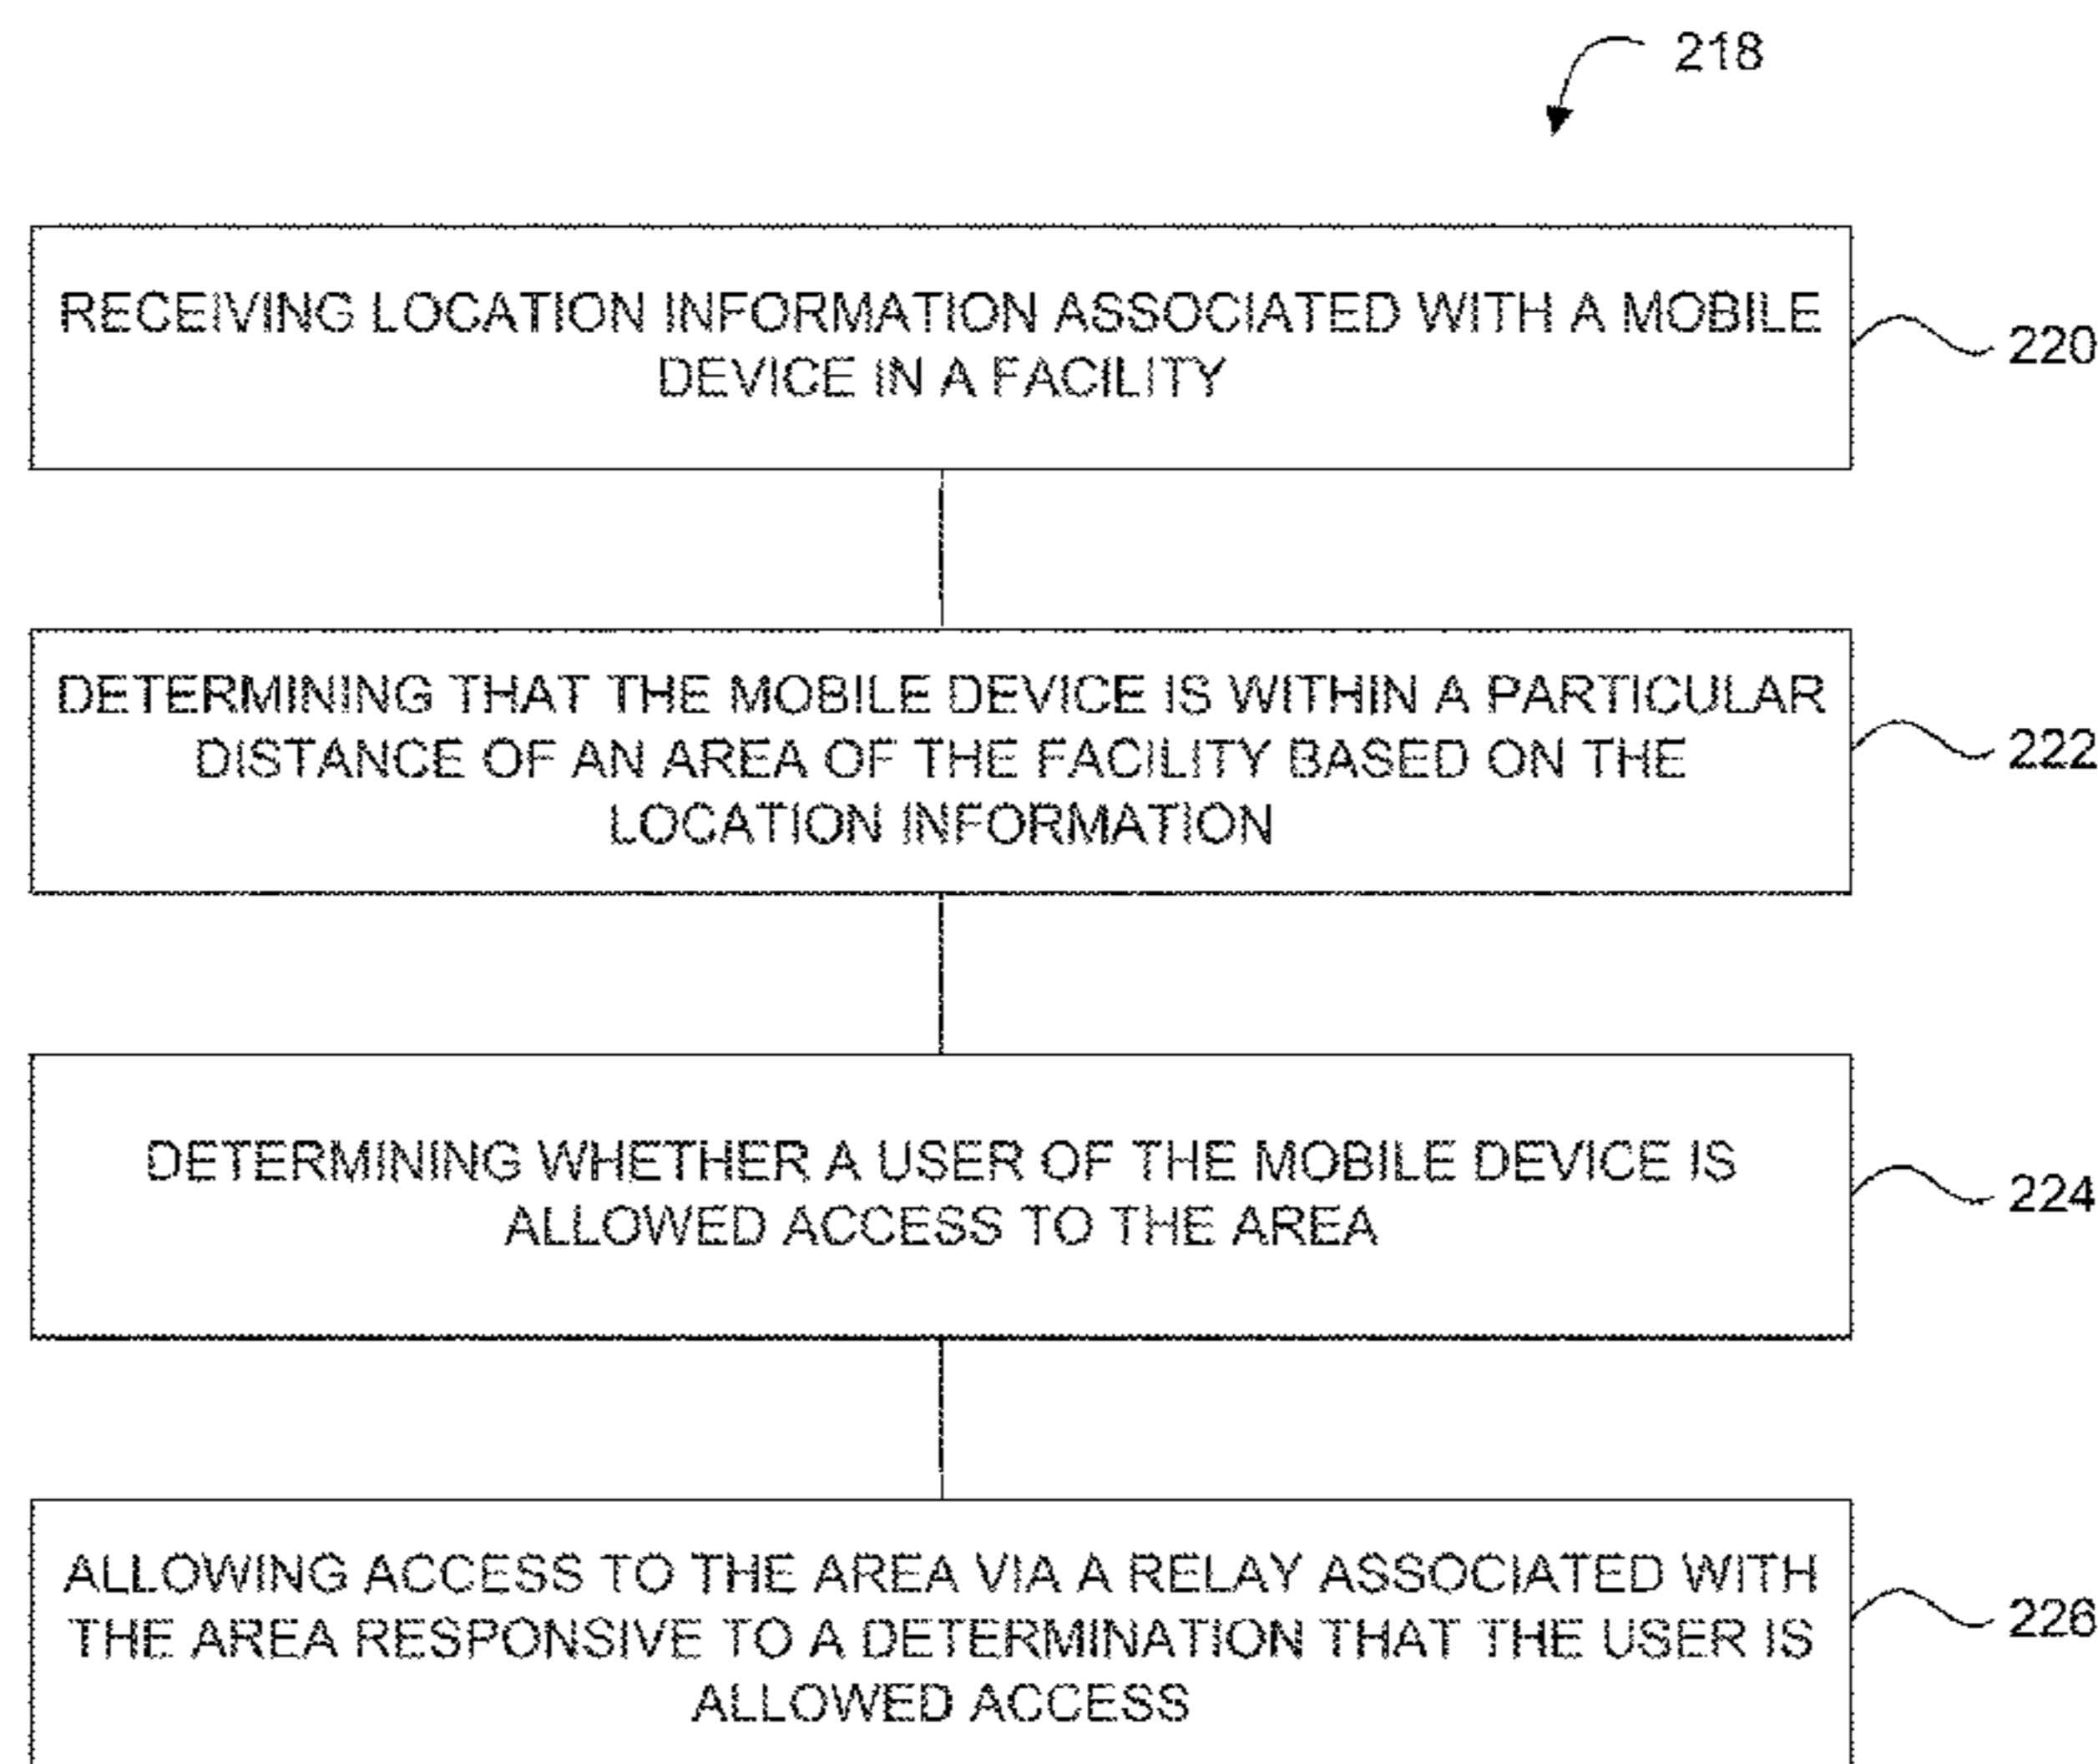 218
RECEIVING LOCATION INFORMATION ASSOCIATED WITH A MOBILE
DEVICE IN A FACILITY
220
DETERMINING THAT THE MOBILE DEVICE IS WITHIN A PARTICULAR
DISTANCE OF AN AREA OF THE FACILITY BASED ON THE
LOCATION INFORMATION
222
DETERMINING WHETHER A USER OF THE MOBILE DEVICE IS
ALLOWED ACCESS TO THE AREA
224
ALLOWING ACCESS TO THE AREA VIA A RELAY ASSOCIATED WITH
THE AREA RESPONSIVE TO A DETERMINATION THAT THE USER IS
ALLOWED ACCESS
226